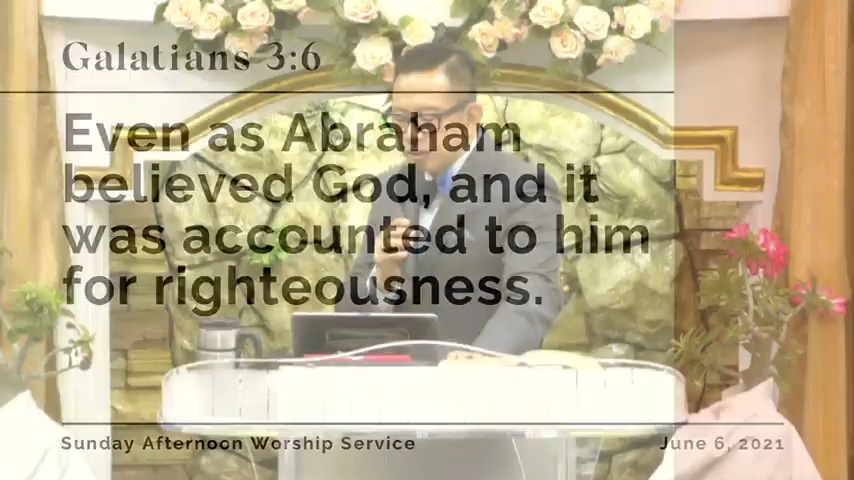 Galatians 3:6
Even as Abraham
believed God, and it
was accounted to him
for righteousness.
Sunday Afternoon Worship Service
June 6, 2021